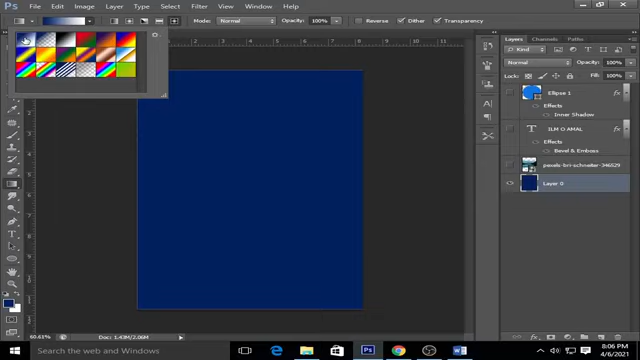 Ps File Edit Image Layer Type Select Filter View Window Help
Mode: Normal Opacity: 100% Reverse Dither Transparency
Layers Channels Paths
Kind
Normal Opacity: 100%
Lock: Fill: 100%
Ellipse 1 fx
Effects
Inner Shadow
T ILM O AMAL fx
Effects
Bevel & Emboss
pexels-bri-schneiter-346529
Layer 0
60.61% Doc: 1.43M/2.06M
Search the web and Windows
8:06 PM
4/6/2021